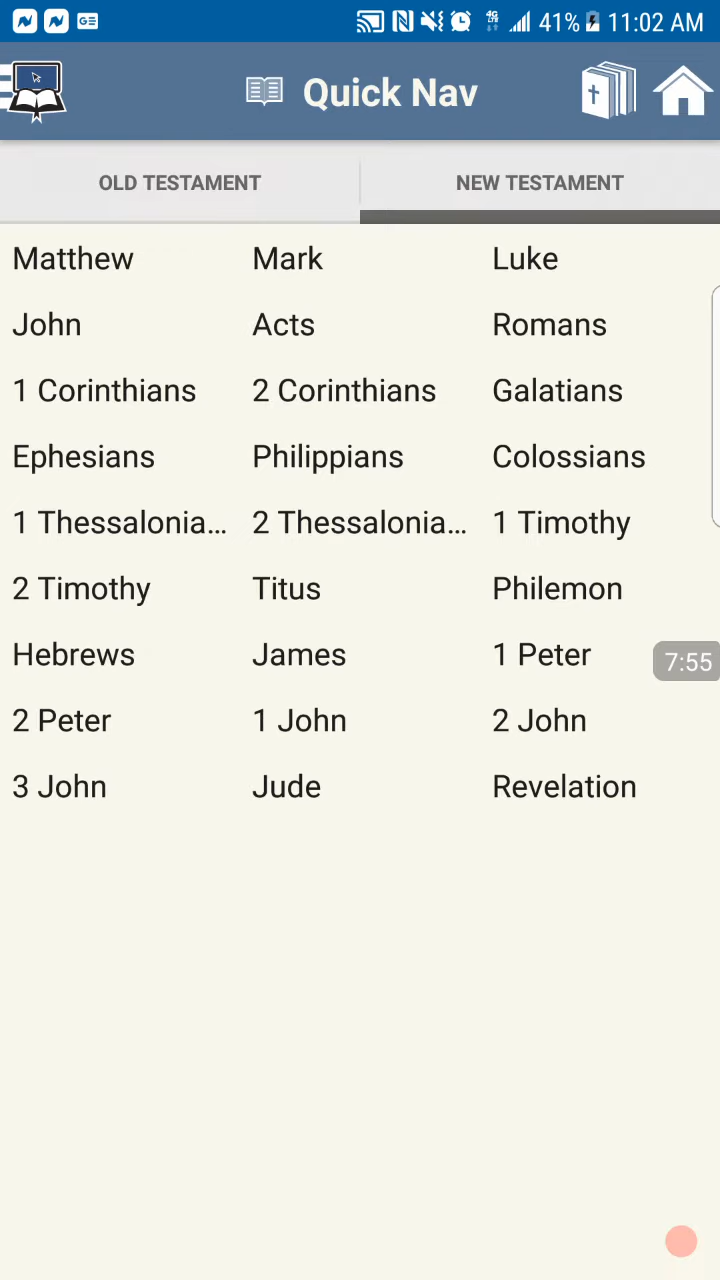 41% 11:02 AM
Quick Nav
OLD TESTAMENT NEW TESTAMENT
Matthew Mark Luke
John Acts Romans
1 Corinthians 2 Corinthians Galatians
Ephesians Philippians Colossians
1 Thessalonia... 2 Thessalonia... 1 Timothy
2 Timothy Titus Philemon
Hebrews James 1 Peter
7:55
2 Peter 1 John 2 John
3 John Jude Revelation